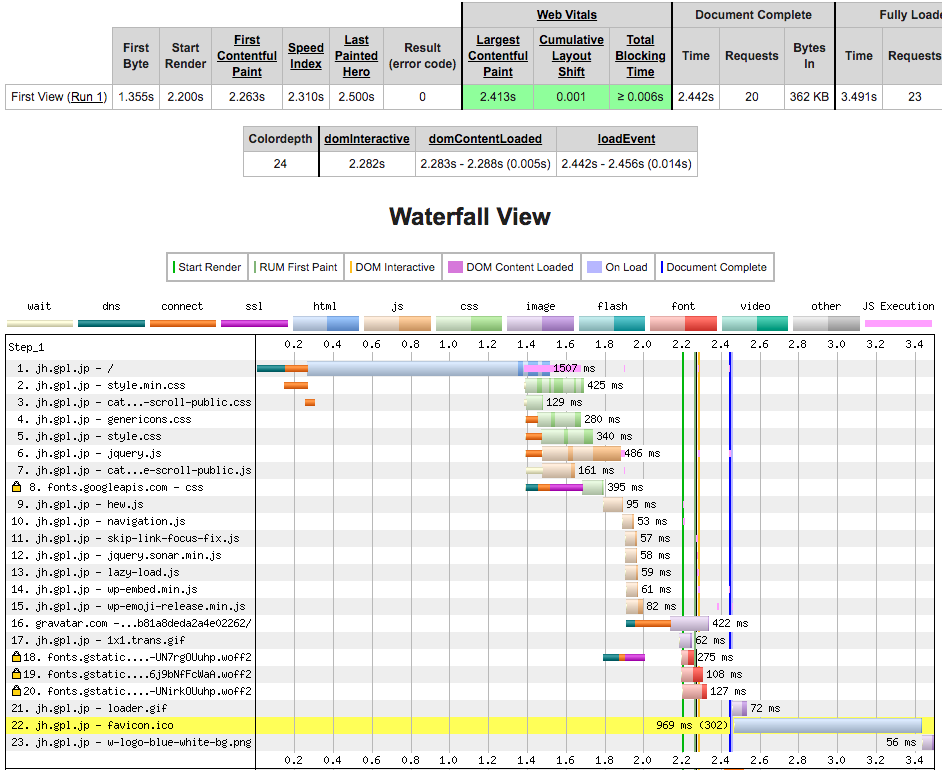 Web Vitals Document Complete Fully Loade
First Byte Start Render First Contentful Paint Speed Index Last Painted Hero Result (error code) Largest Contentful Paint Cumulative Layout Shift Total Blocking Time Time Requests Bytes In Time Requests
First View (Run 1) 1.355s 2.200s 2.263s 2.310s 2.500s 0 2.413s 0.001 ≥ 0.006s 2.442s 20 362 KB 3.491s 23
Colordepth domInteractive domContentLoaded loadEvent
24 2.282s 2.283s - 2.288s (0.005s) 2.442s - 2.456s (0.014s)
Waterfall View
Start Render RUM First Paint DOM Interactive DOM Content Loaded On Load Document Complete
wait dns connect ssl html js css image flash font video other JS Execution
Step_1 0.2 0.4 0.6 0.8 1.0 1.2 1.4 1.6 1.8 2.0 2.2 2.4 2.6 2.8 3.0 3.2 3.4
1. jh.gpl.jp - / 1507 ms
2. jh.gpl.jp - style.min.css 425 ms
3. jh.gpl.jp - cat...-scroll-public.css 129 ms
4. jh.gpl.jp - genericons.css 280 ms
5. jh.gpl.jp - style.css 340 ms
6. jh.gpl.jp - jquery.js 486 ms
7. jh.gpl.jp - cat...e-scroll-public.js 161 ms
8. fonts.googleapis.com - css 395 ms
9. jh.gpl.jp - hew.js 95 ms
10. jh.gpl.jp - navigation.js 53 ms
11. jh.gpl.jp - skip-link-focus-fix.js 57 ms
12. jh.gpl.jp - jquery.sonar.min.js 58 ms
13. jh.gpl.jp - lazy-load.js 59 ms
14. jh.gpl.jp - wp-embed.min.js 61 ms
15. jh.gpl.jp - wp-emoji-release.min.js 82 ms
16. gravatar.com -...b81a8deda2a4e02262/ 422 ms
17. jh.gpl.jp - 1x1.trans.gif 62 ms
18. fonts.gstatic....-UN7rgOUuhp.woff2 275 ms
19. fonts.gstatic....6j9bNfFcWaA.woff2 108 ms
20. fonts.gstatic....-UNirkOUuhp.woff2 127 ms
21. jh.gpl.jp - loader.gif 72 ms
22. jh.gpl.jp - favicon.ico 969 ms (302)
23. jh.gpl.jp - w-logo-blue-white-bg.png 56 ms
0.2 0.4 0.6 0.8 1.0 1.2 1.4 1.6 1.8 2.0 2.2 2.4 2.6 2.8 3.0 3.2 3.4